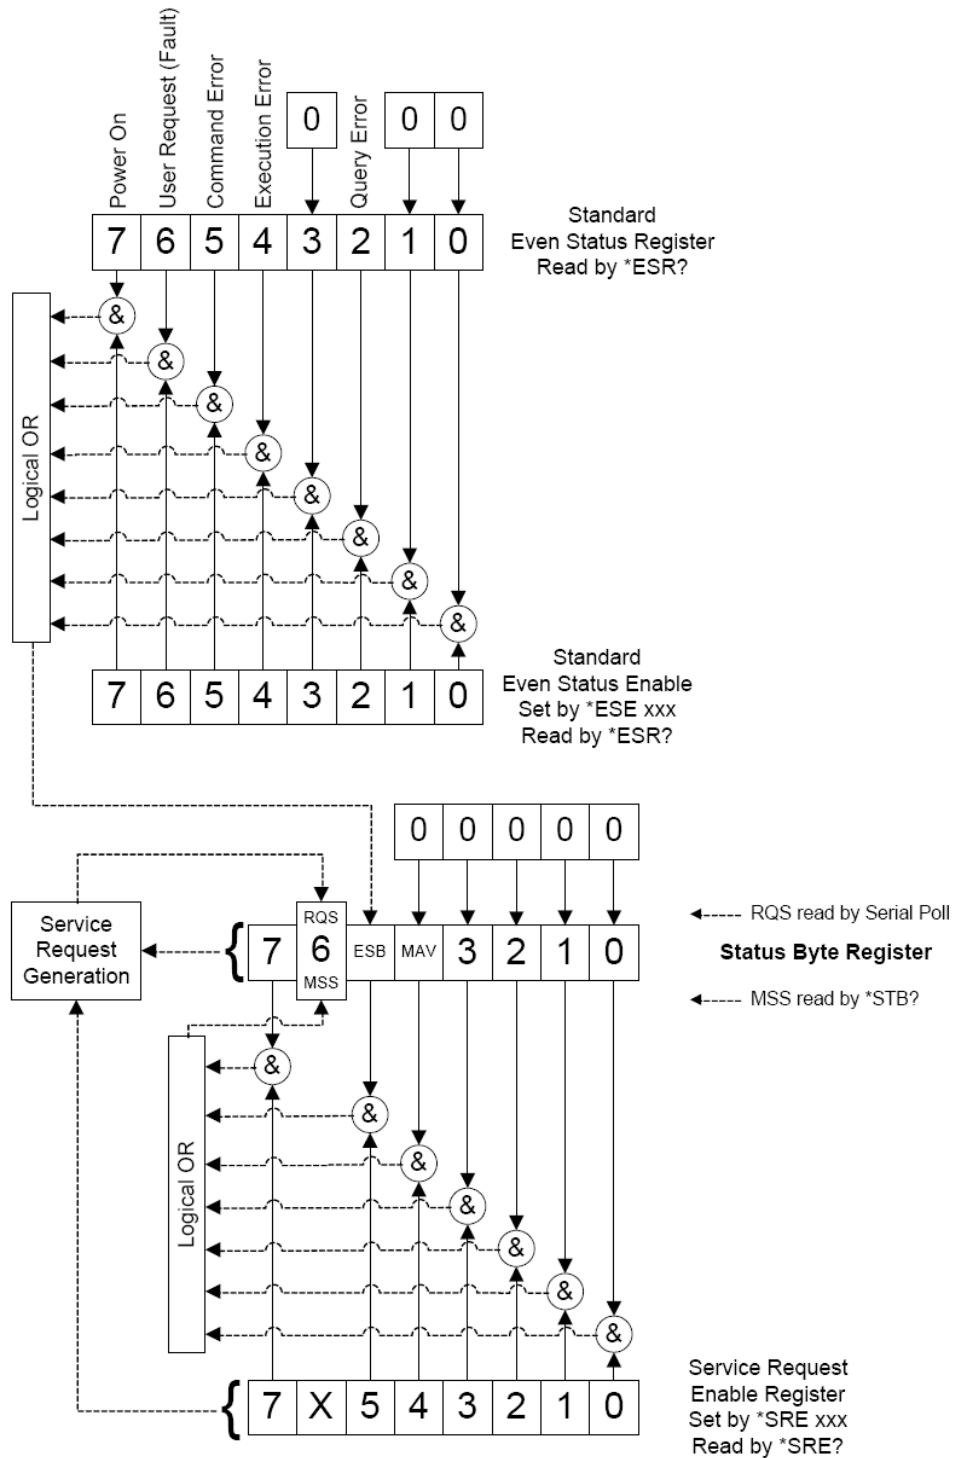 Power On
User Request (Fault)
Command Error
Execution Error
0
Query Error
0 0
7 6 5 4 3 2 1 0
Standard
Even Status Register
Read by *ESR?
&
&
&
&
&
&
&
&
Logical OR
7 6 5 4 3 2 1 0
Standard
Even Status Enable
Set by *ESE xxx
Read by *ESR?
0 0 0 0 0
Service
Request
Generation
{
7
RQS
6
MSS
ESB MAV 3 2 1 0
RQS read by Serial Poll
Status Byte Register
MSS read by *STB?
&
&
&
&
&
&
&
Logical OR
{
7 X 5 4 3 2 1 0
Service Request
Enable Register
Set by *SRE xxx
Read by *SRE?